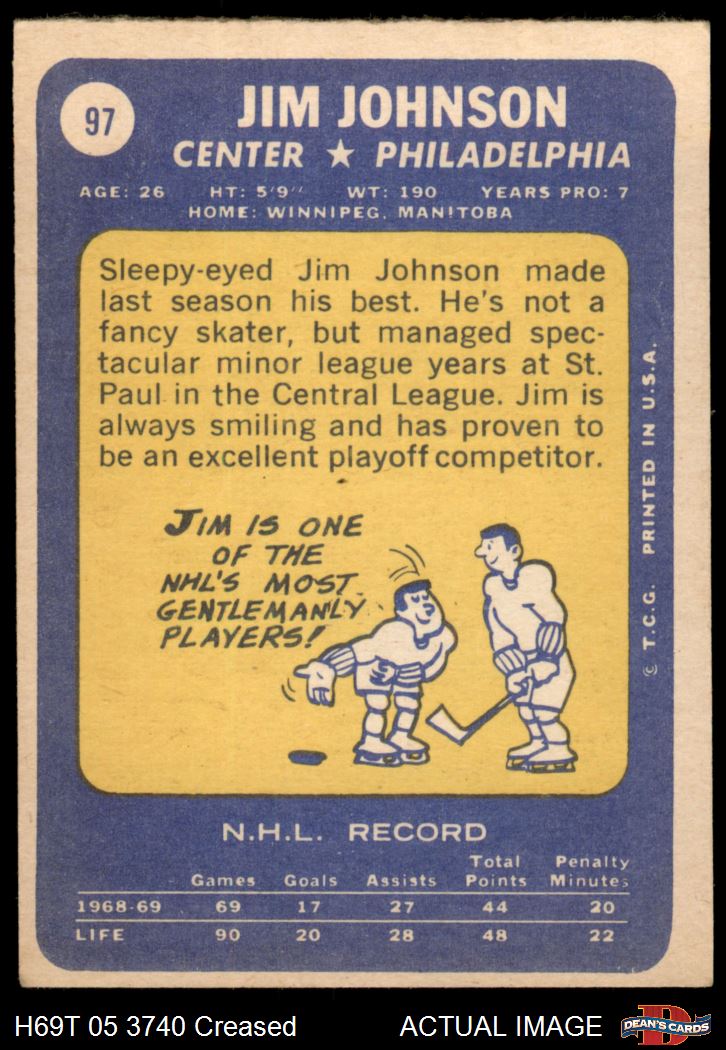 97
JIM JOHNSON
CENTER ★ PHILADELPHIA
AGE: 26 HT: 5'9'' WT: 190 YEARS PRO: 7
HOME: WINNIPEG, MANITOBA
Sleepy-eyed Jim Johnson made
last season his best. He's not a
fancy skater, but managed spec-
tacular minor league years at St.
Paul in the Central League. Jim is
always smiling and has proven to
be an excellent playoff competitor.
JIM IS ONE
OF THE
NHL'S MOST
GENTLEMANLY
PLAYERS!
© T.C.G. PRINTED IN U.S.A.
N.H.L. RECORD
Games Goals Assists Total Points Penalty Minutes
1968-69 69 17 27 44 20
LIFE 90 20 28 48 22
H69T 05 3740 Creased ACTUAL IMAGE
D
DEAN'S CARDS